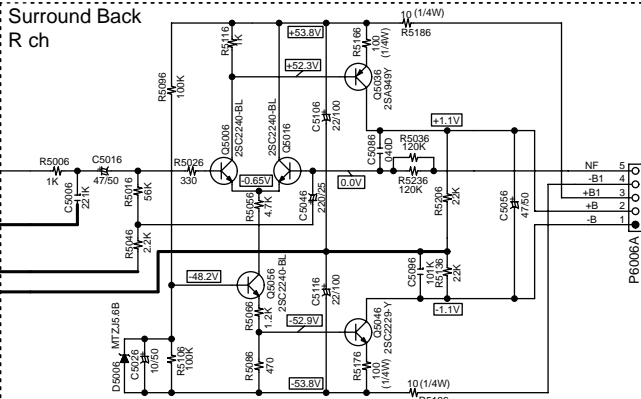 Surround Back
R ch
+53.8V
R5116
1K
R5166
100
(1/4W)
10 (1/4W)
R5186
R5096
100K
+52.3V
Q5036
2SA949Y
Q5006
2SC2240-BL
2SC2240-BL
Q5016
C5106
22/100
+1.1V
C5086
040D
R5036
120K
R5236
120K
R5006
1K
C5016
47/50
R5026
330
C5006
221K
R5016
56K
-0.65V
R5056
4.7K
C5046
220/25
0.0V
R5206
22K
C5056
47/50
NF 5
-B1 4
+B1 3
+B 2
-B 1
P6006A
R5046
2.2K
-48.2V
Q5056
2SC2240-BL
R5066
1.2K
C5116
22/100
C5096
101K
R5136
22K
-1.1V
-52.9V
Q5046
2SC2229-Y
D5006
MTZJ5.6B
C5026
10/50
R5106
100K
R5086
470
R5176
100
(1/4W)
-53.8V
10 (1/4W)